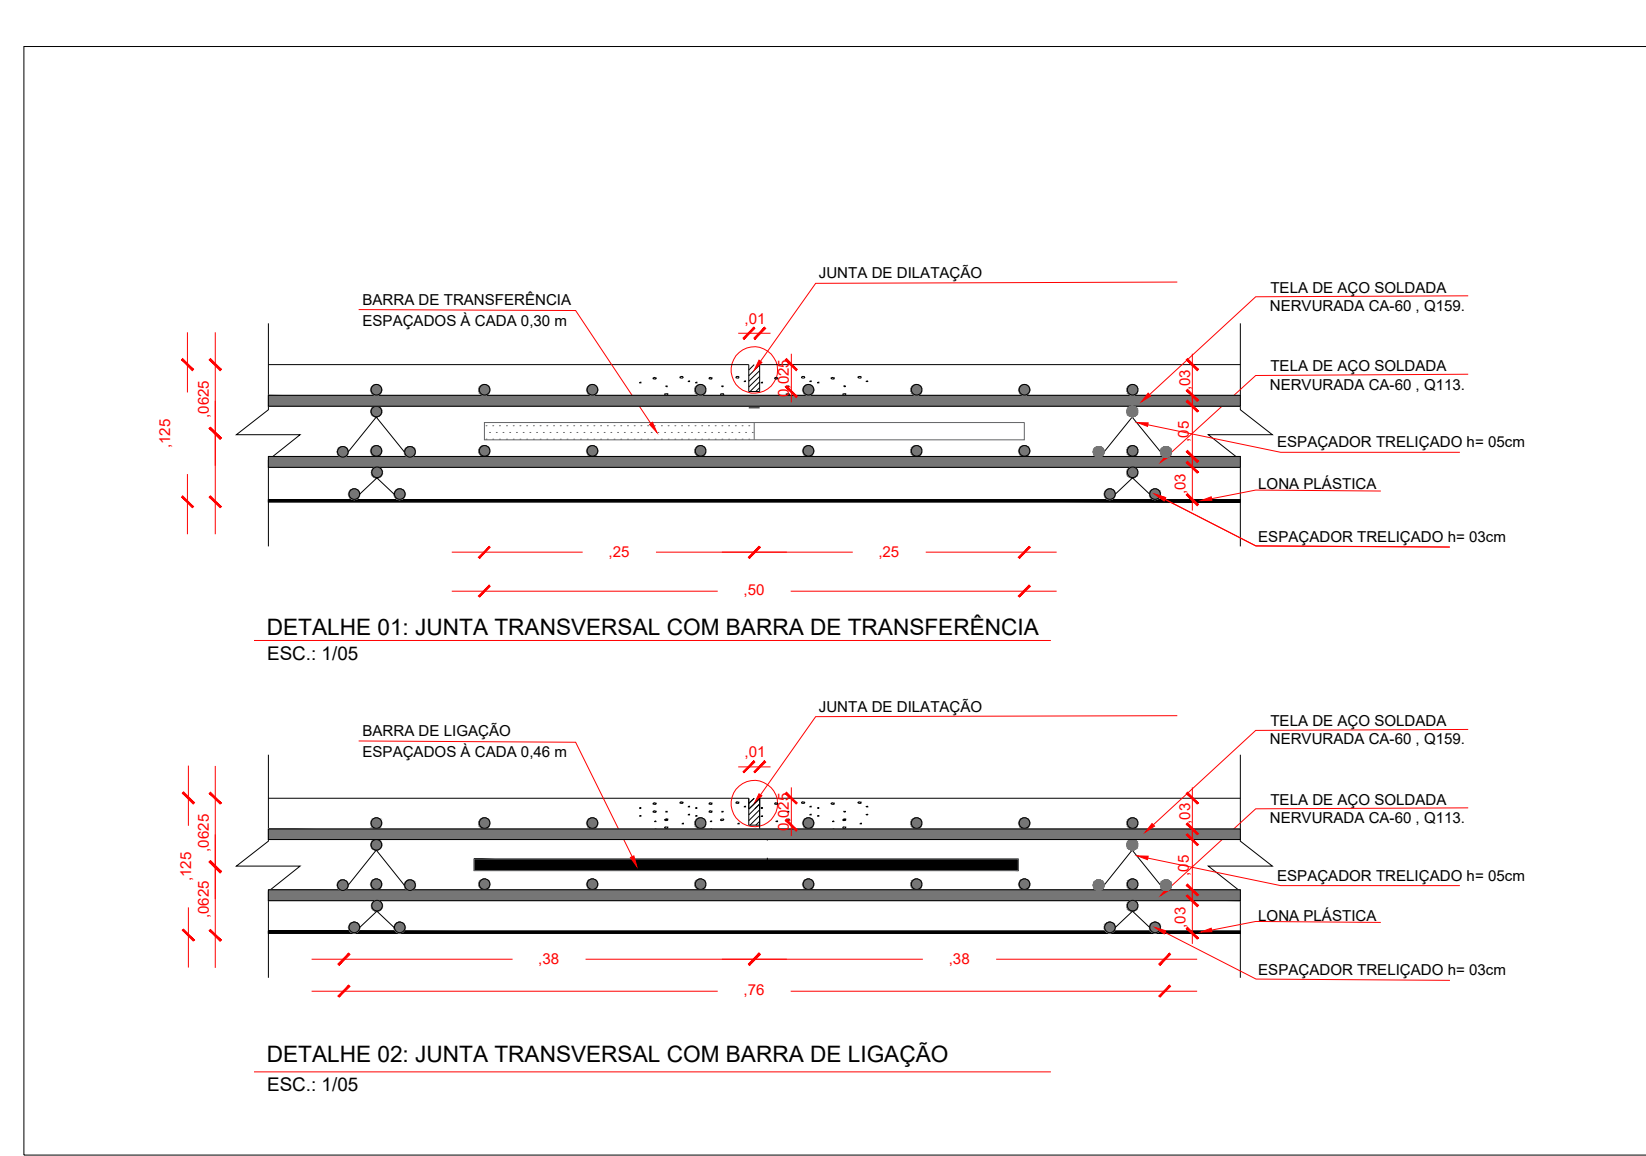 JUNTA DE DILATAÇÃO
BARRA DE TRANSFERÊNCIA
ESPAÇADOS À CADA 0,30 m
,01
TELA DE AÇO SOLDADA
NERVURADA CA-60 , Q159.
TELA DE AÇO SOLDADA
NERVURADA CA-60 , Q113.
ESPAÇADOR TRELIÇADO h= 05cm
LONA PLÁSTICA
ESPAÇADOR TRELIÇADO h= 03cm
,125
,0625
0,025
,03
,05
,03
,25
,25
,50
DETALHE 01: JUNTA TRANSVERSAL COM BARRA DE TRANSFERÊNCIA
ESC.: 1/05
JUNTA DE DILATAÇÃO
BARRA DE LIGAÇÃO
ESPAÇADOS À CADA 0,46 m
,01
TELA DE AÇO SOLDADA
NERVURADA CA-60 , Q159.
TELA DE AÇO SOLDADA
NERVURADA CA-60 , Q113.
ESPAÇADOR TRELIÇADO h= 05cm
LONA PLÁSTICA
ESPAÇADOR TRELIÇADO h= 03cm
,125
,0625
,0625
0,025
,03
,05
,03
,38
,38
,76
DETALHE 02: JUNTA TRANSVERSAL COM BARRA DE LIGAÇÃO
ESC.: 1/05